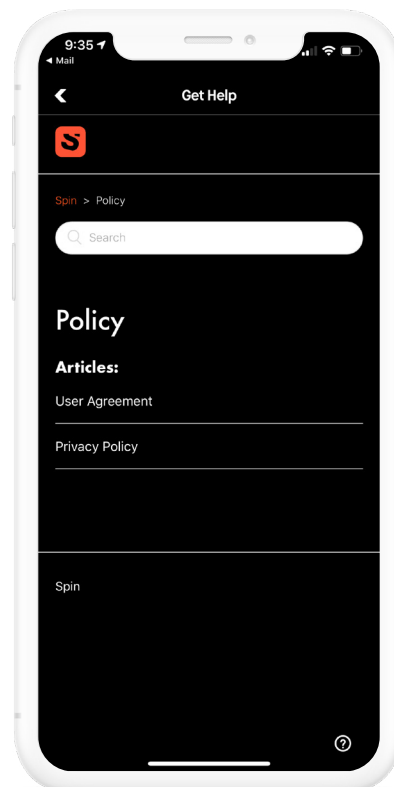 9:35
Mail
Get Help
S
Spin > Policy
Search
Policy
Articles:
User Agreement
Privacy Policy
Spin
?